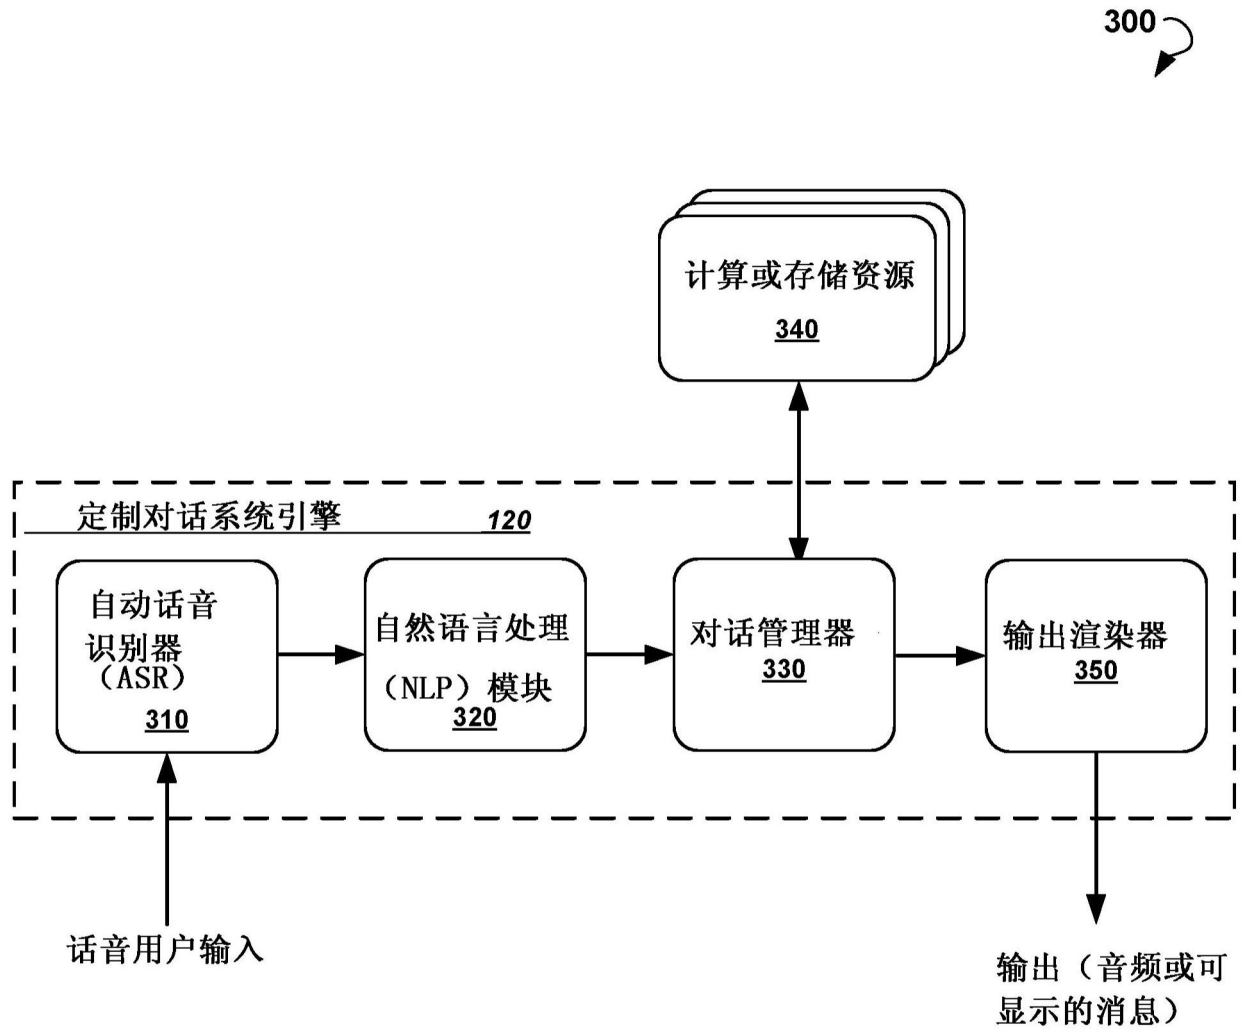 300
计算或存储资源
340
定制对话系统引擎 120
自动话音
识别器
（ASR）
310
自然语言处理
（NLP）模块
320
对话管理器
330
输出渲染器
350
话音用户输入
输出（音频或可
显示的消息）